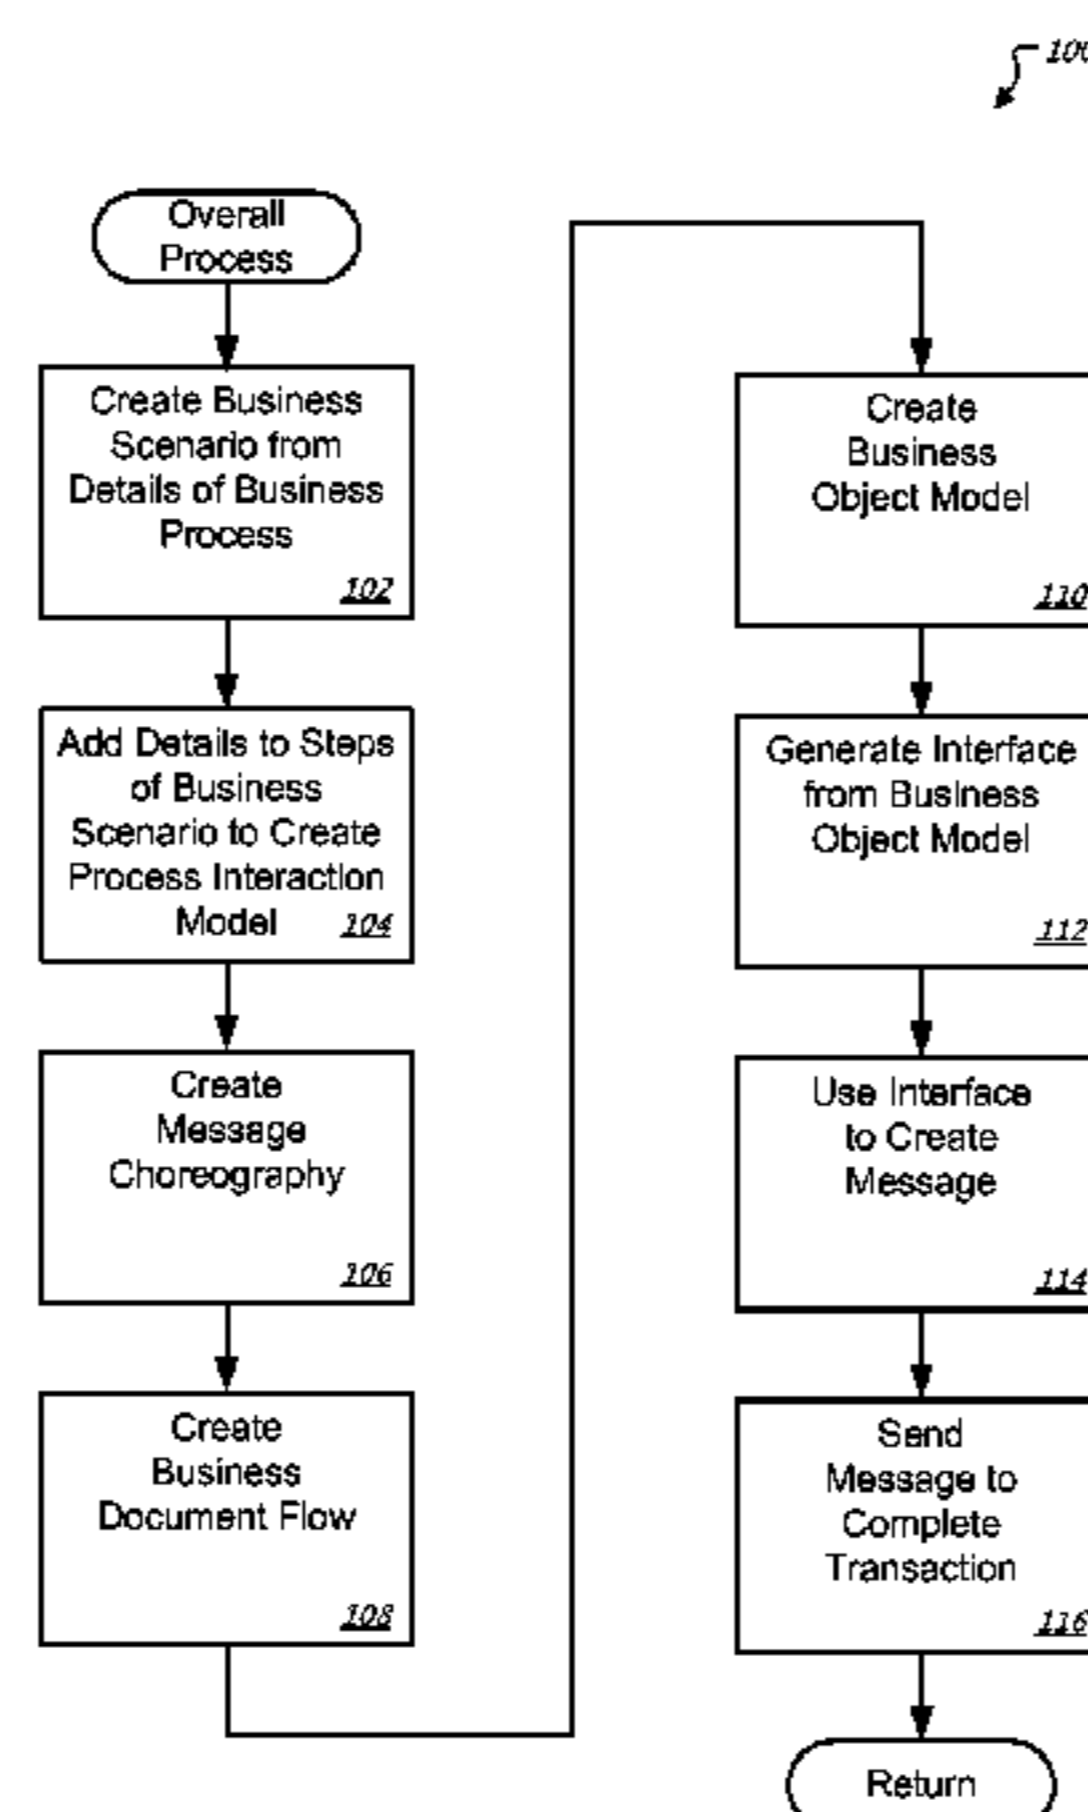 100
Overall
Process
Create Business
Scenario from
Details of Business
Process
102
Add Details to Steps
of Business
Scenario to Create
Process Interaction
Model 104
Create
Message
Choreography
106
Create
Business
Document Flow
108
Create
Business
Object Model
110
Generate Interface
from Business
Object Model
112
Use Interface
to Create
Message
114
Send
Message to
Complete
Transaction
116
Return